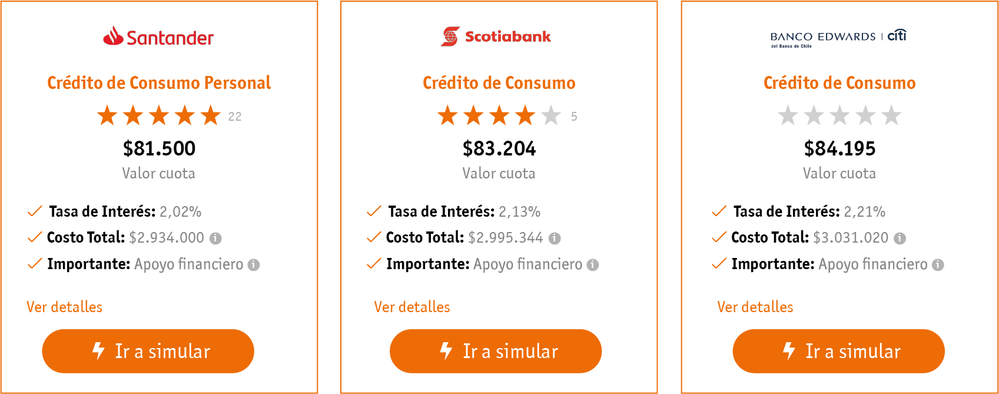 Santander
Crédito de Consumo Personal
22
$81.500
Valor cuota
Tasa de Interés: 2,02%
Costo Total: $2.934.000 i
Importante: Apoyo financiero i
Ver detalles
Ir a simular
Scotiabank
Crédito de Consumo
5
$83.204
Valor cuota
Tasa de Interés: 2,13%
Costo Total: $2.995.344 i
Importante: Apoyo financiero i
Ver detalles
Ir a simular
BANCO EDWARDS | citi
del Banco de Chile
Crédito de Consumo
$84.195
Valor cuota
Tasa de Interés: 2,21%
Costo Total: $3.031.020 i
Importante: Apoyo financiero i
Ver detalles
Ir a simular